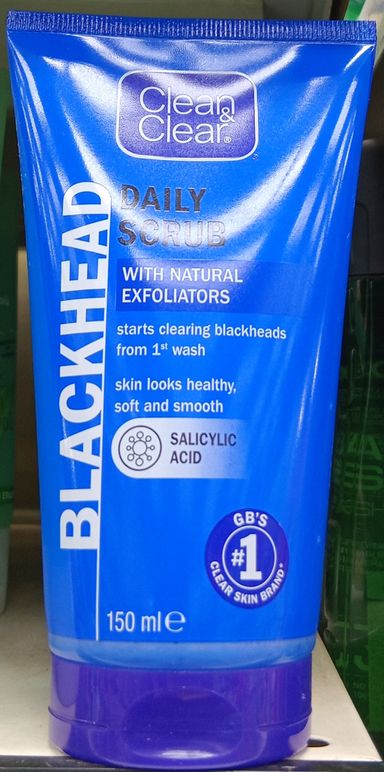 Clean &
Clear®
BLACKHEAD
DAILY
SCRUB
WITH NATURAL
EXFOLIATORS
starts clearing blackheads
from 1st wash
skin looks healthy,
soft and smooth
SALICYLIC
ACID
GB'S
#1
CLEAR SKIN BRAND*
150 ml e